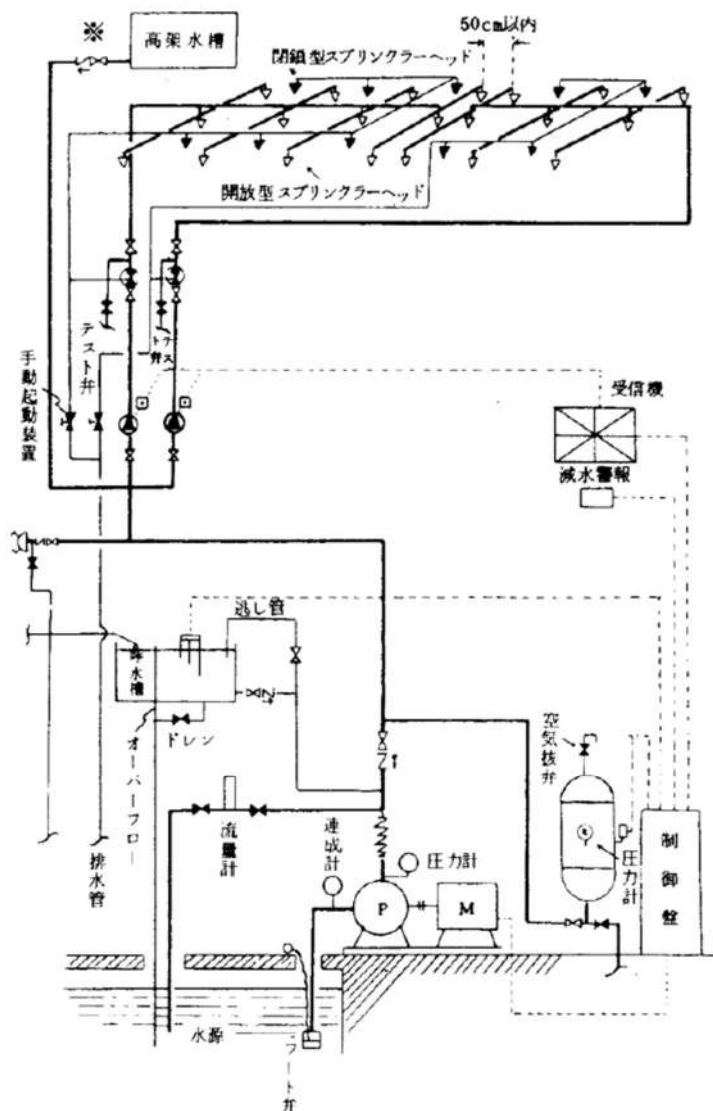 ※
高架水槽
閉鎖型スプリンクラーヘッド
50cm以内
開放型スプリンクラーヘッド
テスト弁
テスト弁
手動起動装置
受信機
減水警報
逃し管
呼水槽
ドレン
オーバーフロー
排水管
流量計
連成計
圧力計
P
M
空気抜弁
圧力計
制御盤
水源
フート弁